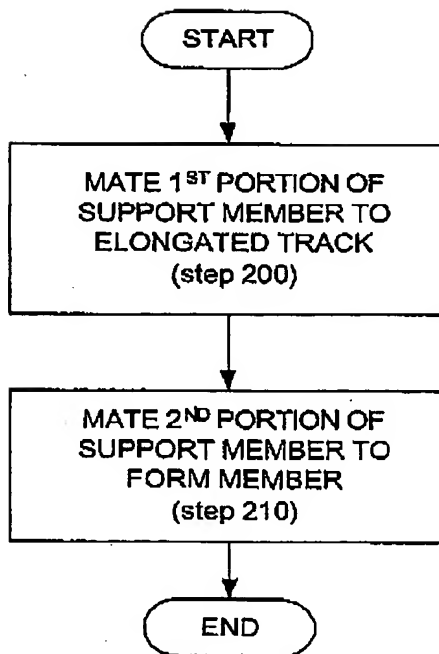 START
MATE 1ST PORTION OF
SUPPORT MEMBER TO
ELONGATED TRACK
(step 200)
MATE 2ND PORTION OF
SUPPORT MEMBER TO
FORM MEMBER
(step 210)
END